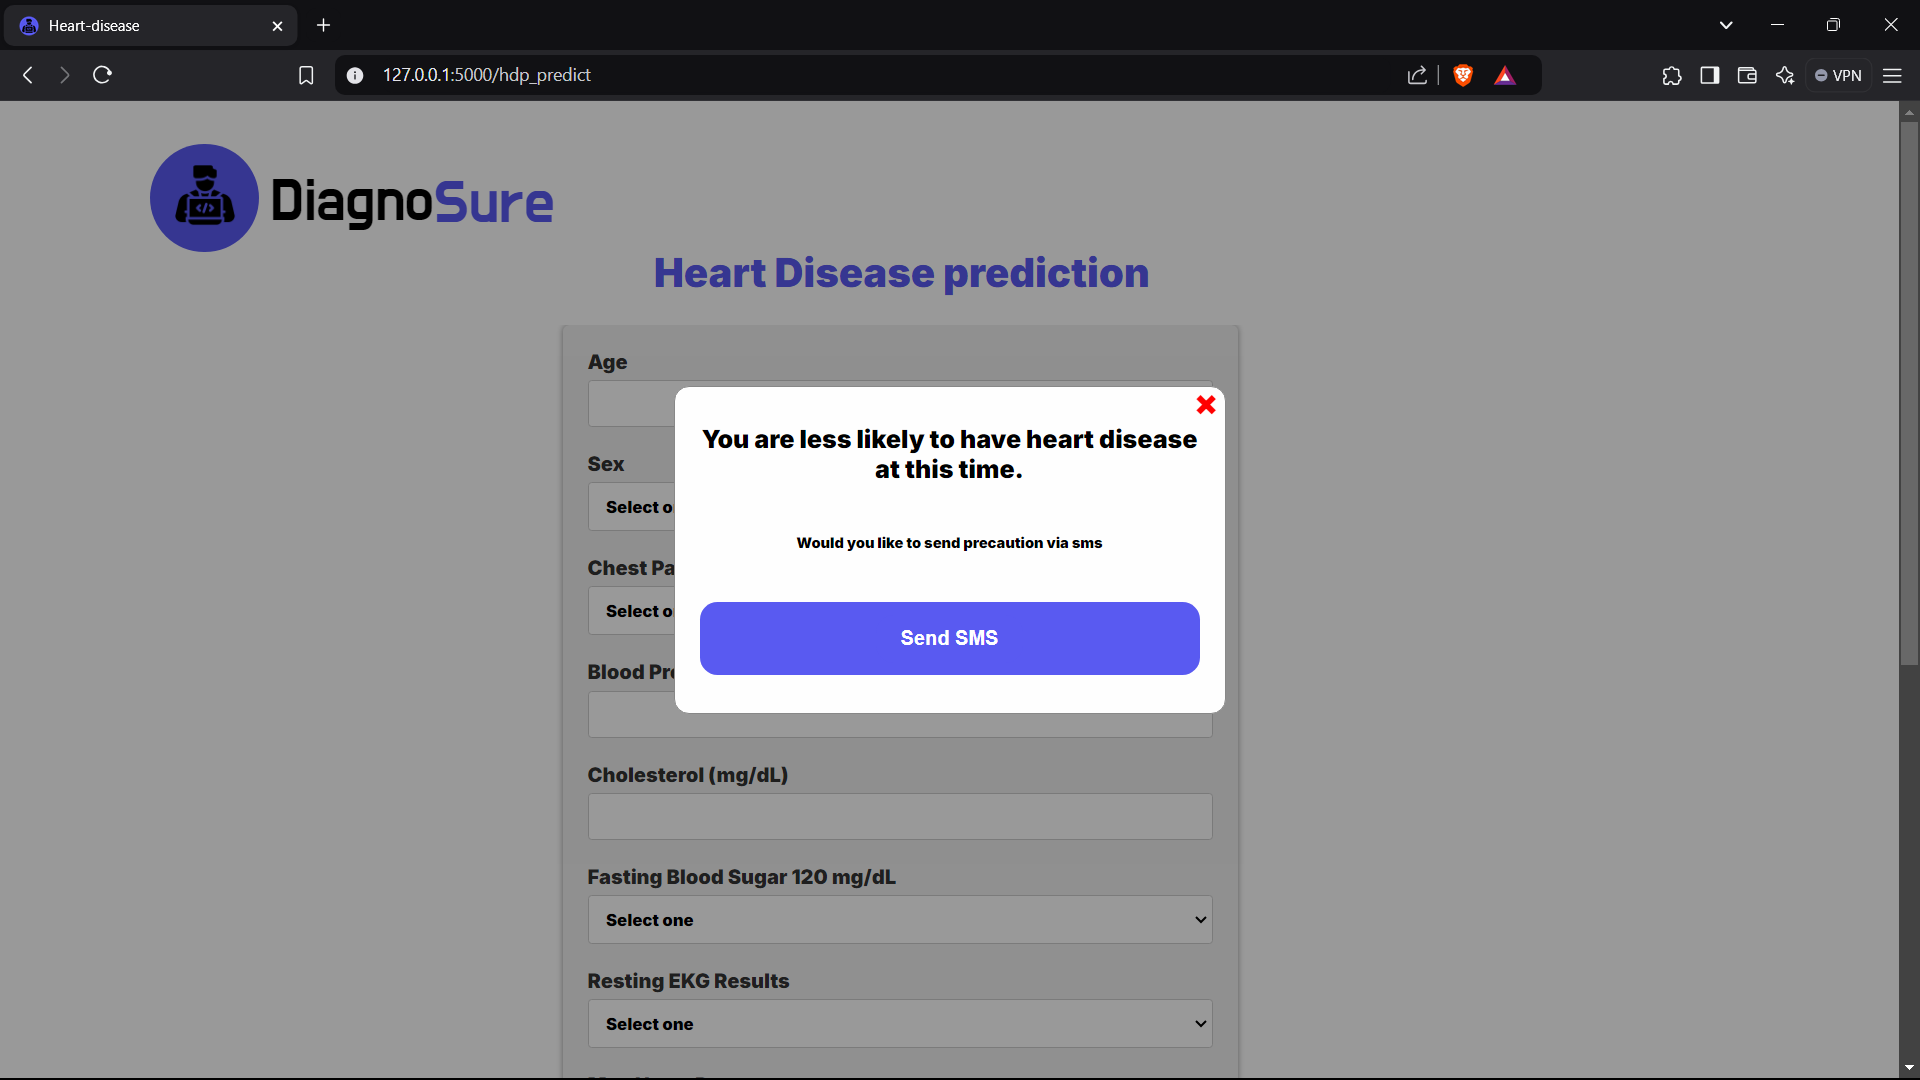 Heart-disease
127.0.0.1:5000/hdp_predict
VPN
</>
DiagnoSure
Heart Disease prediction
Age
You are less likely to have heart disease
at this time.
Sex
Select o
Would you like to send precaution via sms
Chest Pa
Select o
Send SMS
Blood Pre
Cholesterol (mg/dL)
Fasting Blood Sugar 120 mg/dL
Select one
Resting EKG Results
Select one